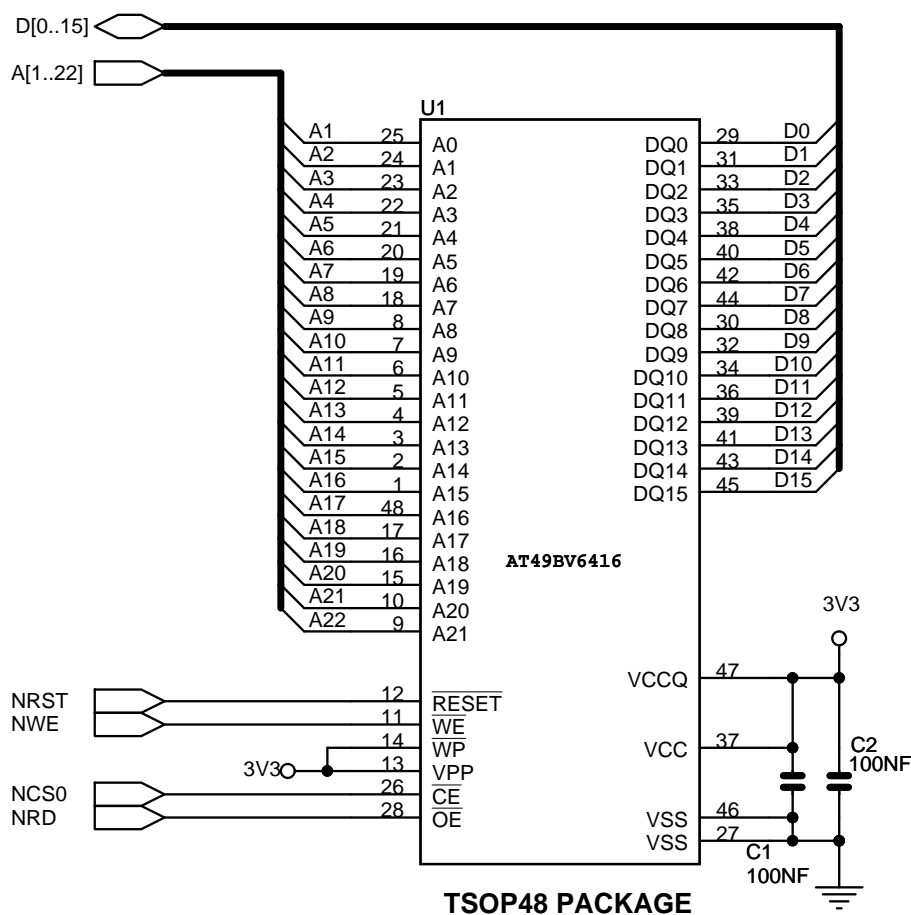 D[0..15]
A[1..22]
U1
A1 25 A0 DQ0 29 D0
A2 24 A1 DQ1 31 D1
A3 23 A2 DQ2 33 D2
A4 22 A3 DQ3 35 D3
A5 21 A4 DQ4 38 D4
A6 20 A5 DQ5 40 D5
A7 19 A6 DQ6 42 D6
A8 18 A7 DQ7 44 D7
A9 8 A8 DQ8 30 D8
A10 7 A9 DQ9 32 D9
A11 6 A10 DQ10 34 D10
A12 5 A11 DQ11 36 D11
A13 4 A12 DQ12 39 D12
A14 3 A13 DQ13 41 D13
A15 2 A14 DQ14 43 D14
A16 1 A15 DQ15 45 D15
A17 48 A16
A18 17 A17
A19 16 A18 AT49BV6416
A20 15 A19
A21 10 A20 3V3
A22 9 A21
VCCQ 47
NRST 12 RESET
NWE 11 WE
14 WP VCC 37 C2
3V3 13 VPP 100NF
NCS0 26 CE
NRD 28 OE VSS 46
VSS 27 C1
100NF
TSOP48 PACKAGE